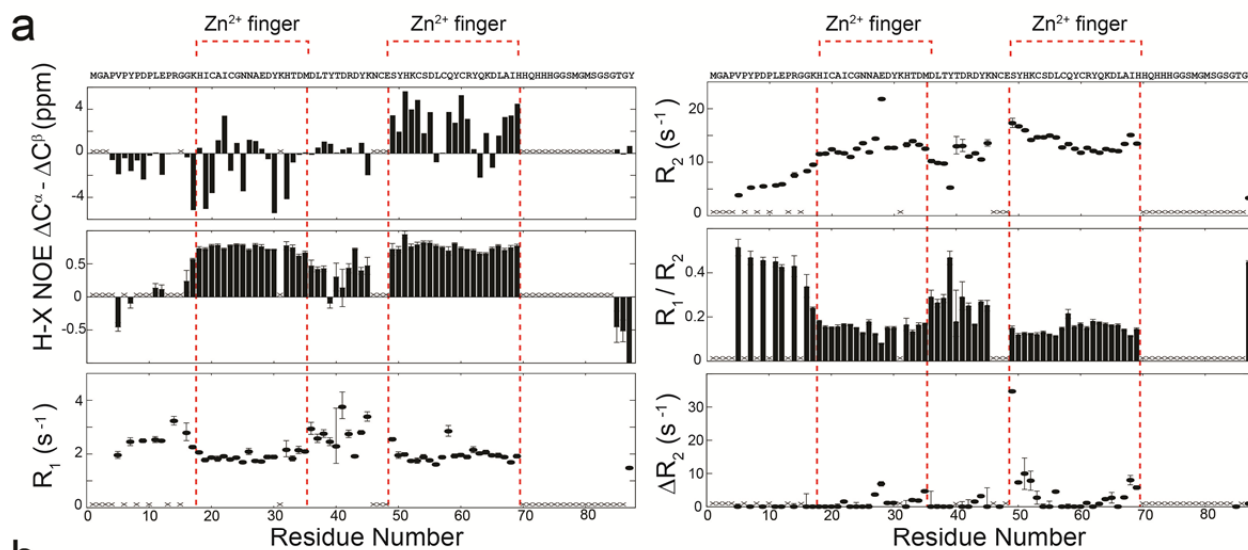 a
Zn²⁺ finger
Zn²⁺ finger
MGAPVPYPDPLEPRGGKHICAICGNNAEDYKHTDMDLTYTDRDYKNCESYHKCSDLCQYCRYQKDLAIHHQHHHGGSMGMSGSGTGY
ΔCᵅ - ΔCᵝ (ppm)
4
0
-4
H-X NOE
0.5
0
-0.5
R₁ (s⁻¹)
4
2
0
0 10 20 30 40 50 60 70 80
Residue Number
Zn²⁺ finger
Zn²⁺ finger
MGAPVPYPDPLEPRGGKHICAICGNNAEDYKHTDMDLTYTDRDYKNCESYHKCSDLCQYCRYQKDLAIHHQHHHGGSMGMSGSGTG
R₂ (s⁻¹)
20
10
0
R₁ / R₂
0.4
0.2
0
ΔR₂ (s⁻¹)
30
20
10
0
0 10 20 30 40 50 60 70 80
Residue Number